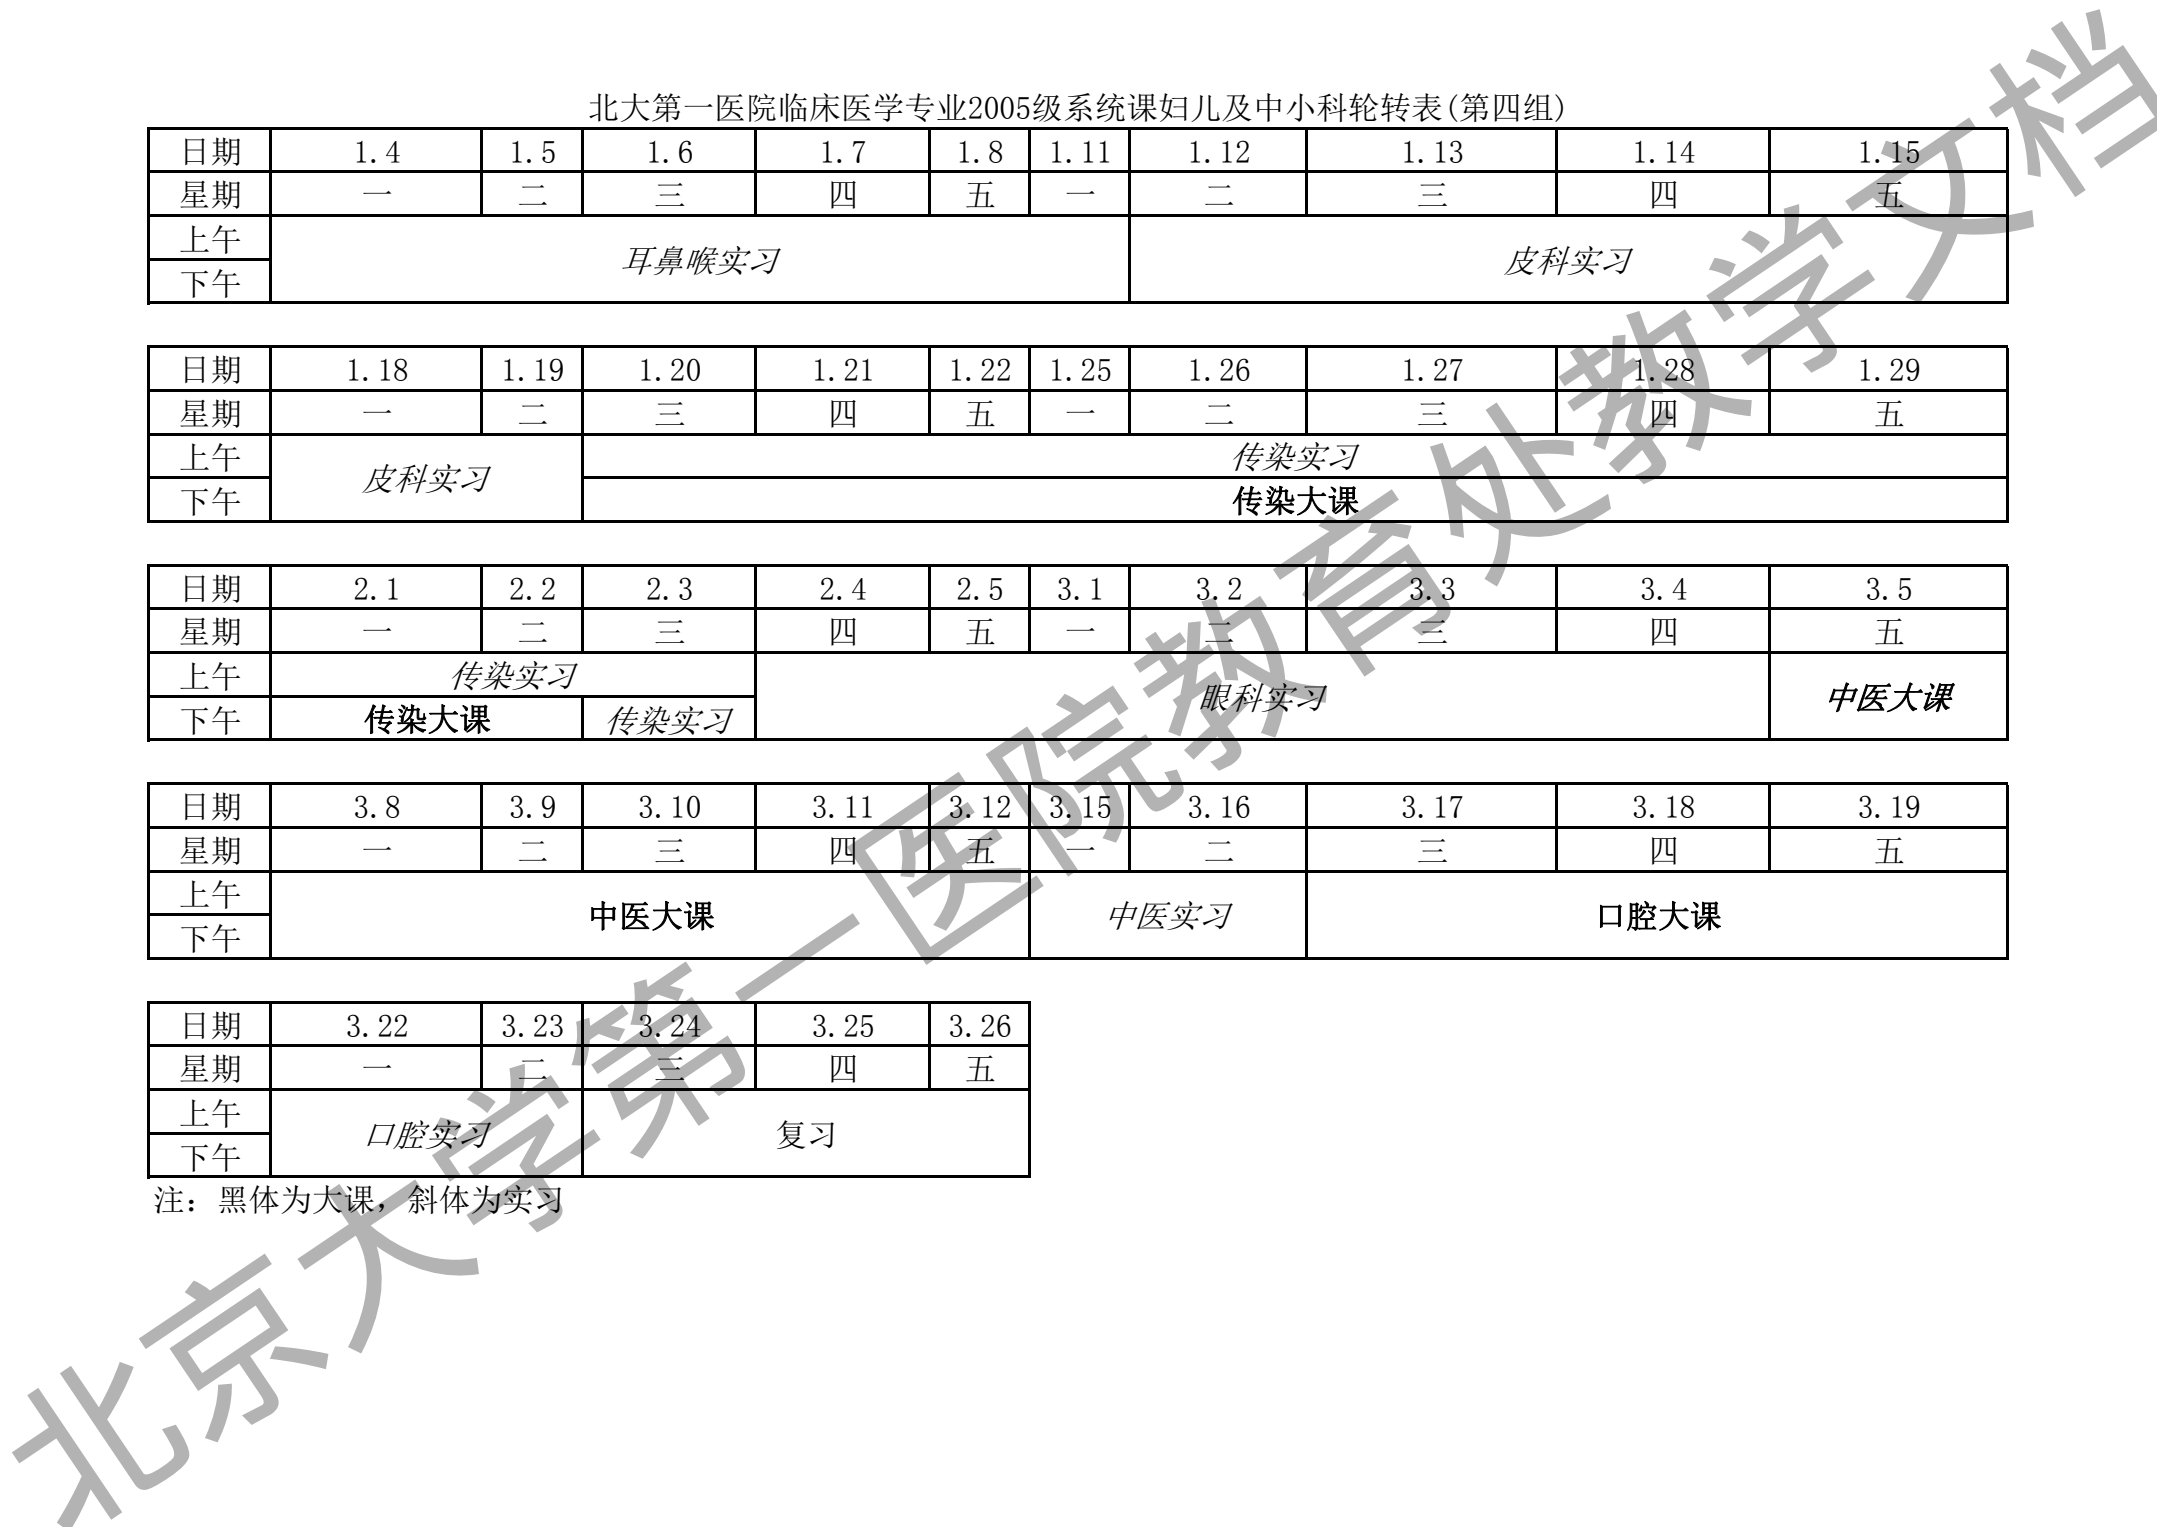 北大第一医院临床医学专业2005级系统课妇儿及中小科轮转表(第四组)
日期 1.4 1.5 1.6 1.7 1.8 1.11 1.12 1.13 1.14 1.15
星期 一 二 三 四 五 一 二 三 四 五
上午 耳鼻喉实习 皮科实习
下午
日期 1.18 1.19 1.20 1.21 1.22 1.25 1.26 1.27 1.28 1.29
星期 一 二 三 四 五 一 二 三 四 五
上午 皮科实习 传染实习
下午 传染大课
日期 2.1 2.2 2.3 2.4 2.5 3.1 3.2 3.3 3.4 3.5
星期 一 二 三 四 五 一 二 三 四 五
上午 传染实习 眼科实习 中医大课
下午 传染大课 传染实习
日期 3.8 3.9 3.10 3.11 3.12 3.15 3.16 3.17 3.18 3.19
星期 一 二 三 四 五 一 二 三 四 五
上午 中医大课 中医实习 口腔大课
下午
日期 3.22 3.23 3.24 3.25 3.26
星期 一 二 三 四 五
上午 口腔实习 复习
下午
注：黑体为大课，斜体为实习
北京大学第一医院教育处教学文档